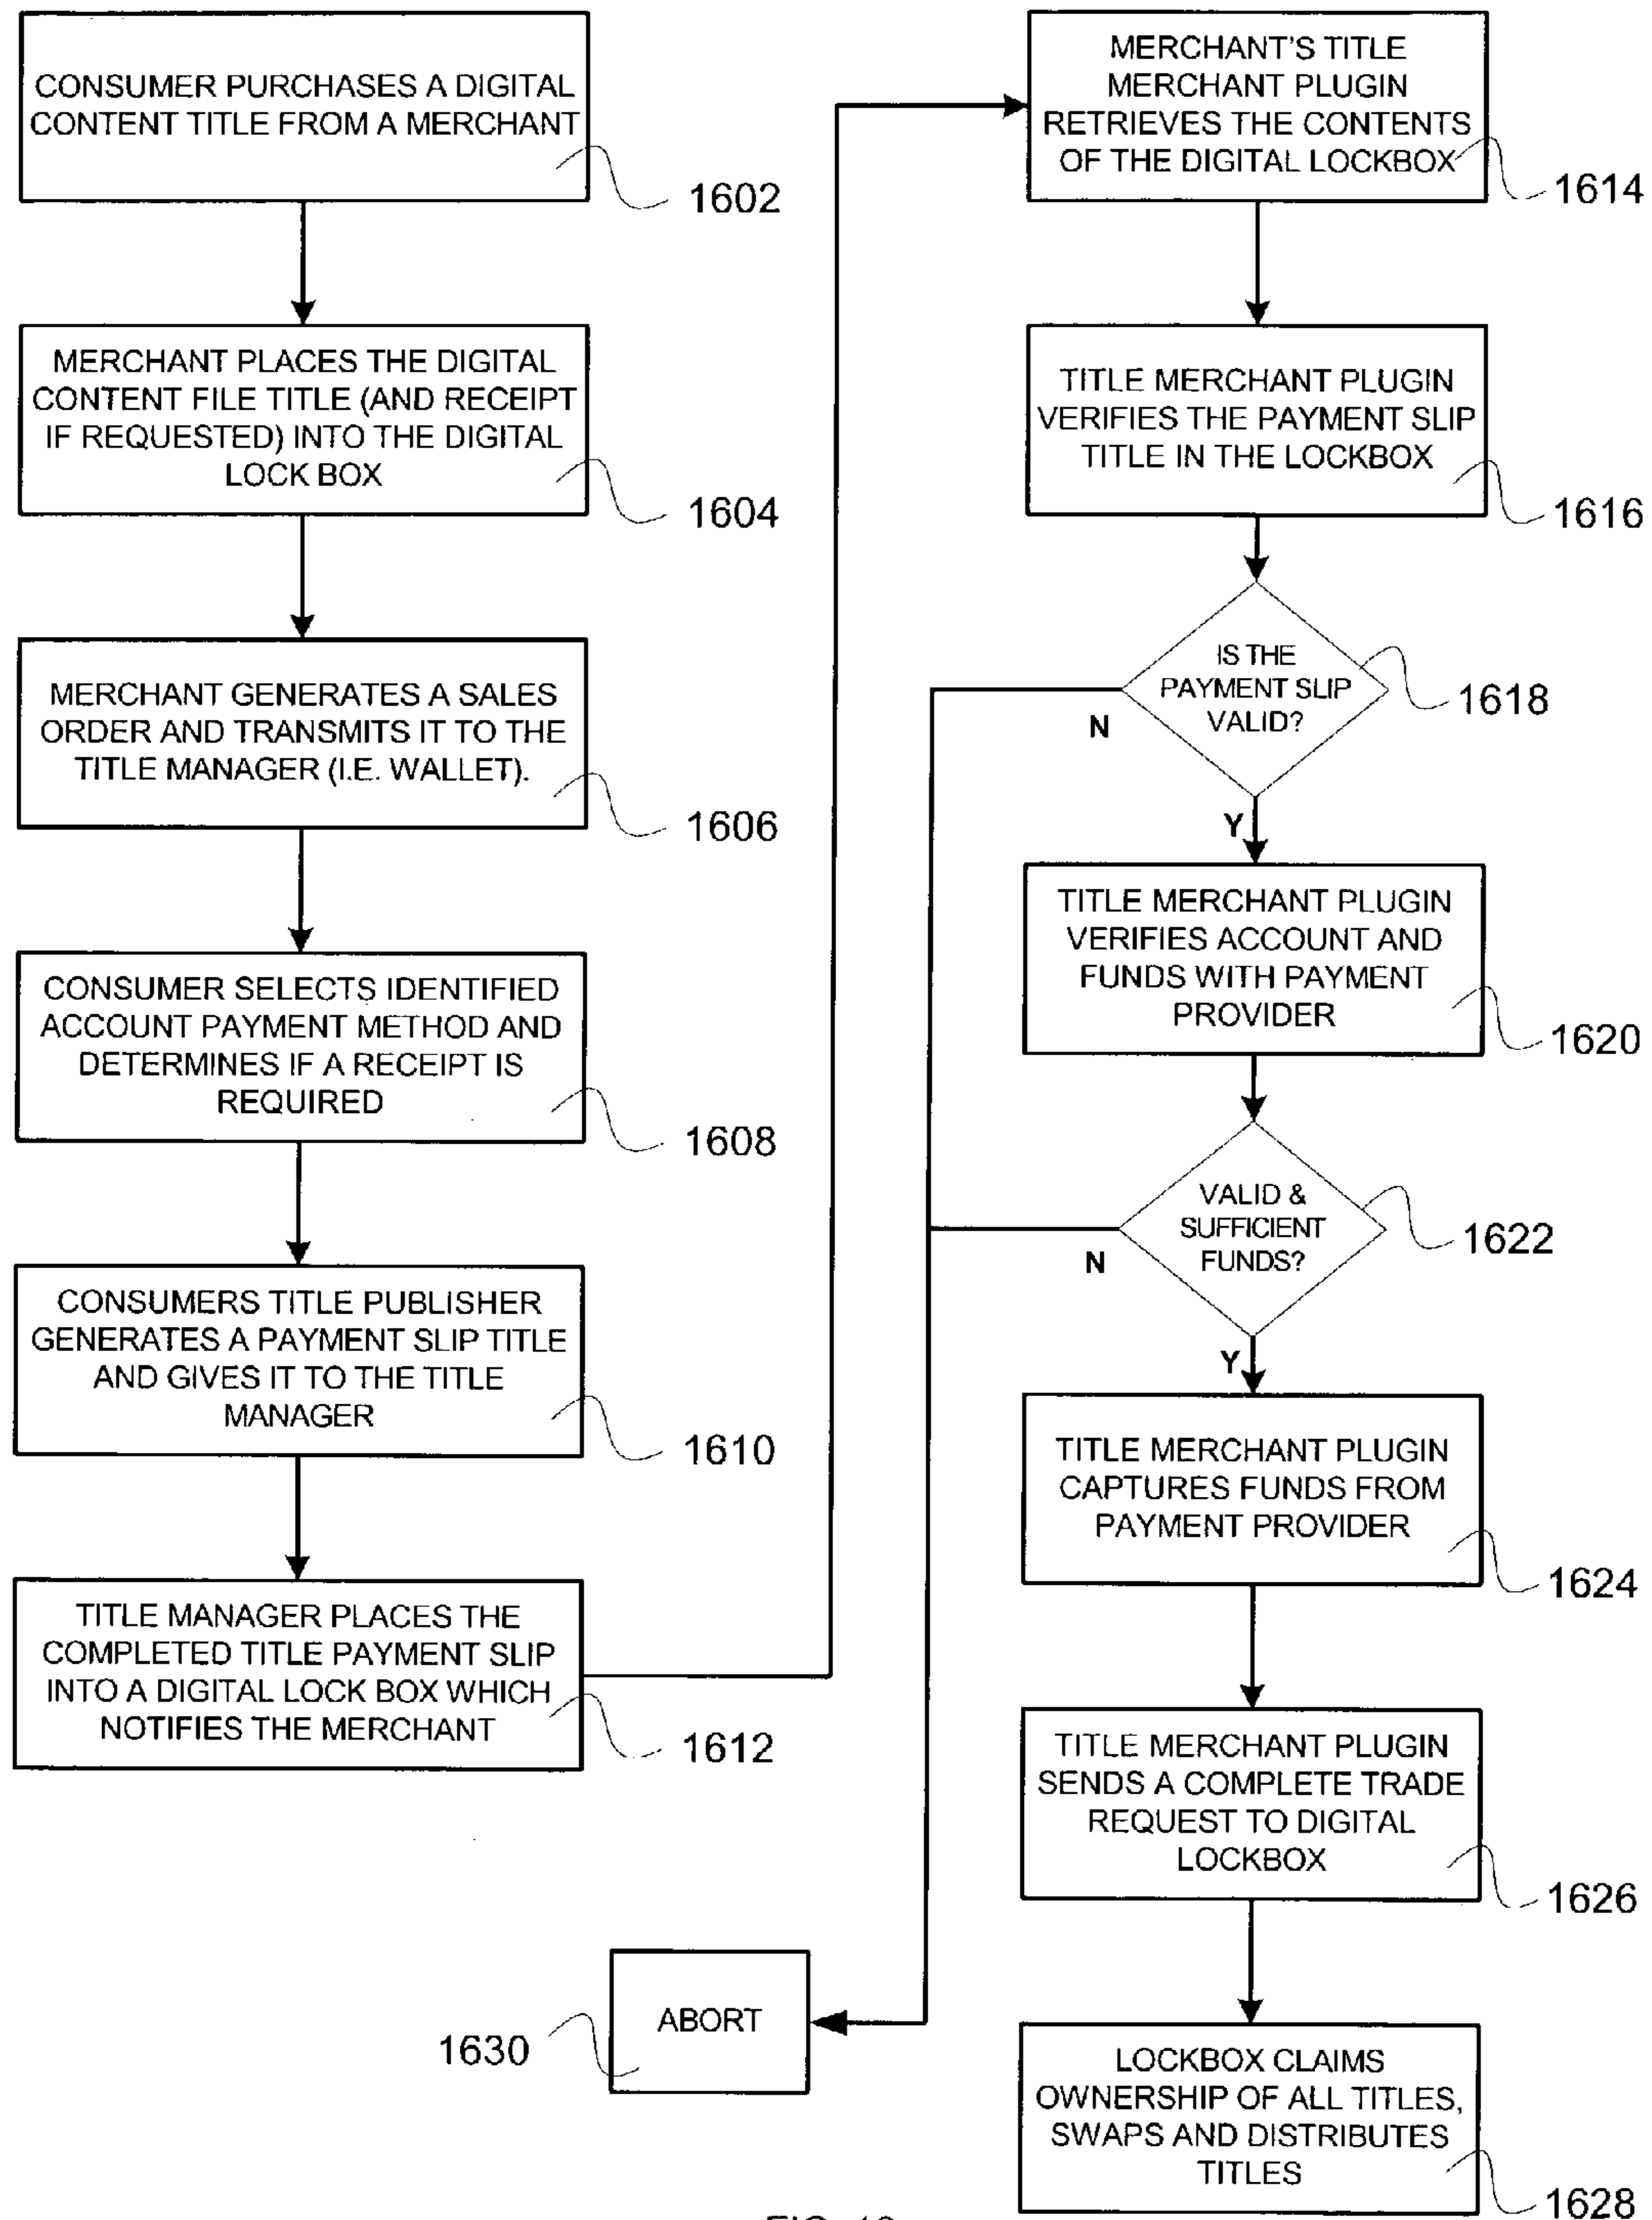 CONSUMER PURCHASES A DIGITAL
CONTENT TITLE FROM A MERCHANT
1602
MERCHANT PLACES THE DIGITAL
CONTENT FILE TITLE (AND RECEIPT
IF REQUESTED) INTO THE DIGITAL
LOCK BOX
1604
MERCHANT GENERATES A SALES
ORDER AND TRANSMITS IT TO THE
TITLE MANAGER (I.E. WALLET).
1606
CONSUMER SELECTS IDENTIFIED
ACCOUNT PAYMENT METHOD AND
DETERMINES IF A RECEIPT IS
REQUIRED
1608
CONSUMERS TITLE PUBLISHER
GENERATES A PAYMENT SLIP TITLE
AND GIVES IT TO THE TITLE
MANAGER
1610
TITLE MANAGER PLACES THE
COMPLETED TITLE PAYMENT SLIP
INTO A DIGITAL LOCK BOX WHICH
NOTIFIES THE MERCHANT
1612
MERCHANT'S TITLE
MERCHANT PLUGIN
RETRIEVES THE CONTENTS
OF THE DIGITAL LOCKBOX
1614
TITLE MERCHANT PLUGIN
VERIFIES THE PAYMENT SLIP
TITLE IN THE LOCKBOX
1616
IS THE
PAYMENT SLIP
VALID?
1618
N
Y
TITLE MERCHANT PLUGIN
VERIFIES ACCOUNT AND
FUNDS WITH PAYMENT
PROVIDER
1620
VALID &
SUFFICIENT
FUNDS?
1622
N
Y
TITLE MERCHANT PLUGIN
CAPTURES FUNDS FROM
PAYMENT PROVIDER
1624
TITLE MERCHANT PLUGIN
SENDS A COMPLETE TRADE
REQUEST TO DIGITAL
LOCKBOX
1626
ABORT
1630
LOCKBOX CLAIMS
OWNERSHIP OF ALL TITLES,
SWAPS AND DISTRIBUTES
TITLES
1628